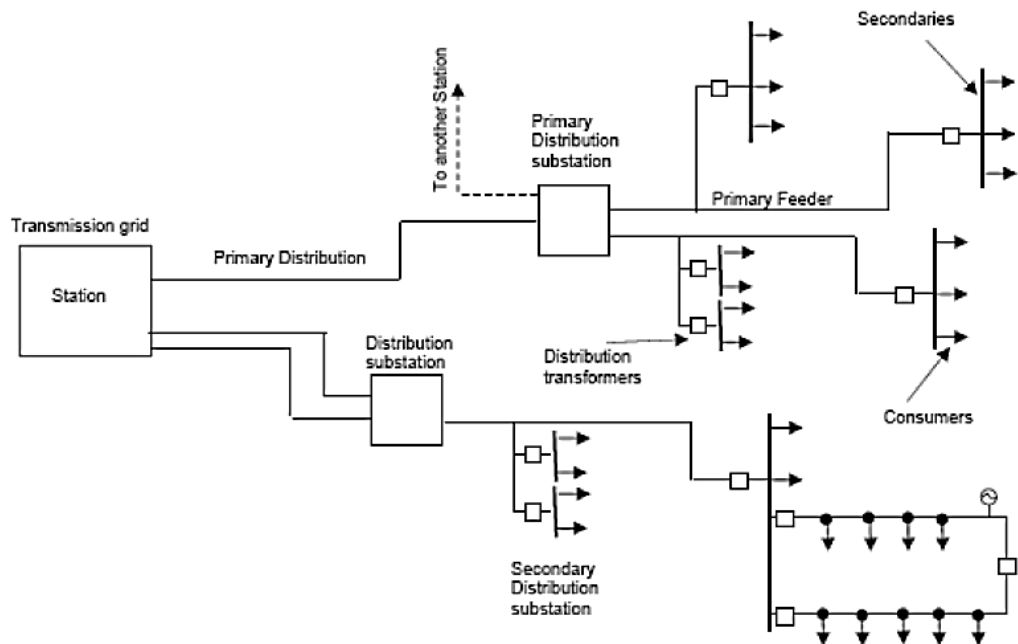 Secondaries
To another Station
Primary
Distribution
substation
Primary Feeder
Transmission grid
Station
Primary Distribution
Distribution
substation
Distribution
transformers
Consumers
Secondary
Distribution
substation